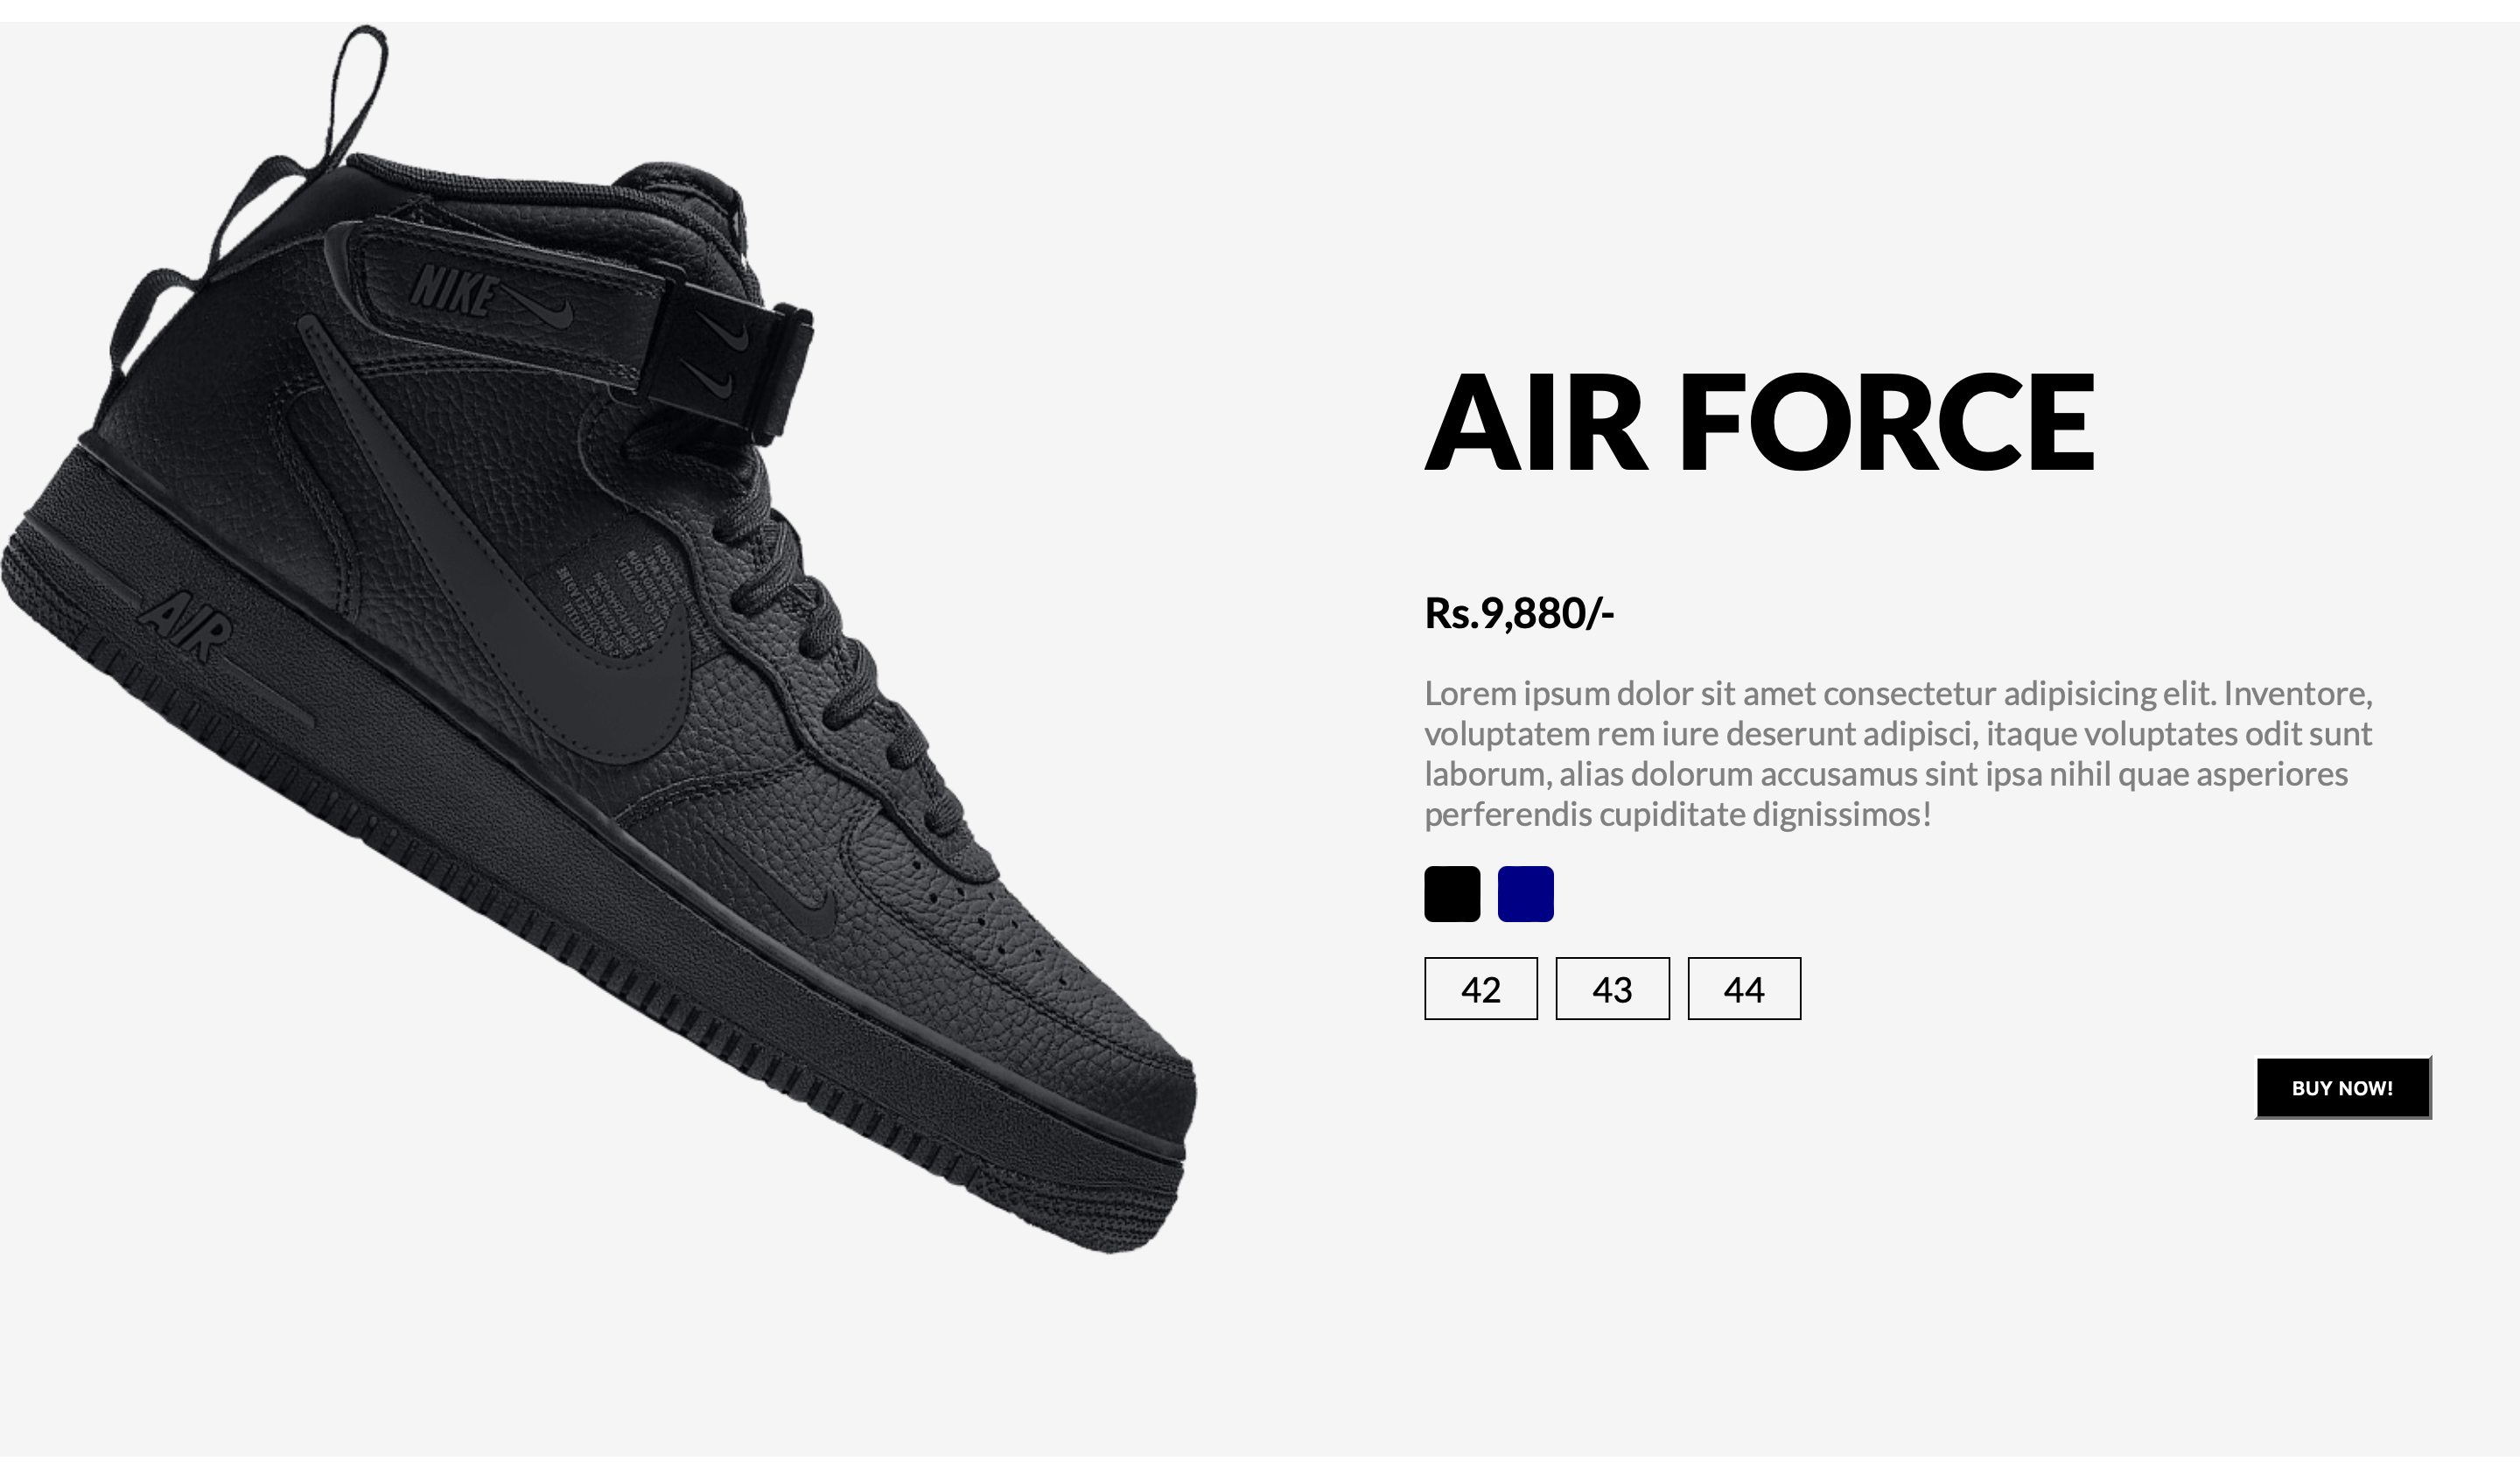 NIKE
AIR
AIR FORCE
Rs.9,880/-
Lorem ipsum dolor sit amet consectetur adipisicing elit. Inventore,
voluptatem rem iure deserunt adipisci, itaque voluptates odit sunt
laborum, alias dolorum accusamus sint ipsa nihil quae asperiores
perferendis cupiditate dignissimos!
42 43 44
BUY NOW!